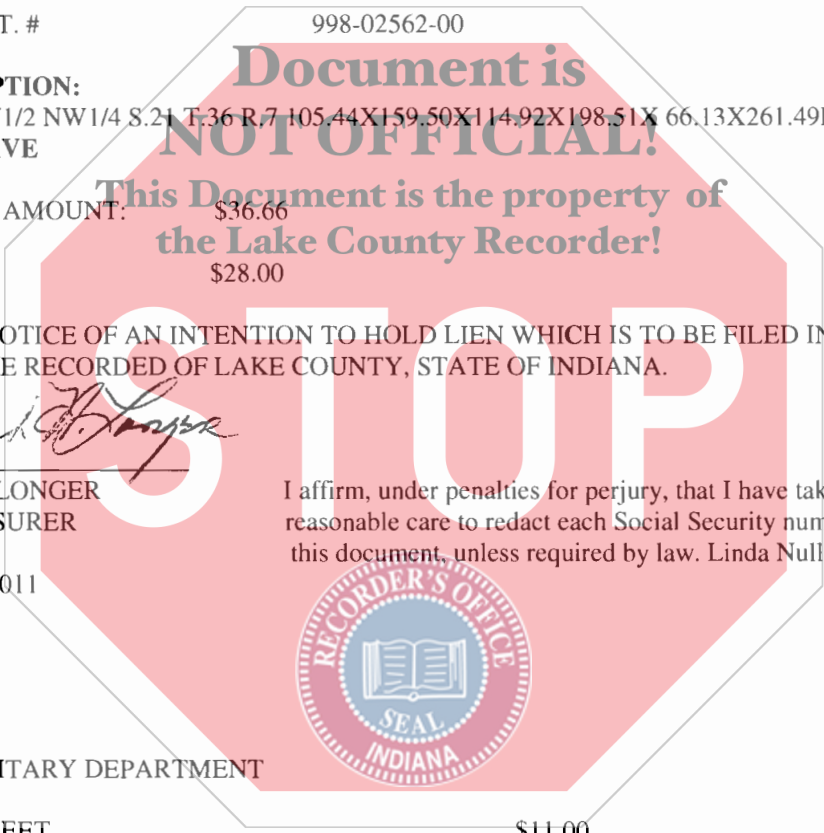 T. # 998-02562-00
Document is
PTION:
1/2 NW1/4 S.21 T.36 R.7 105.44X159.50X114.92X198.51X 66.13X261.49
NOT OFFICIAL!
VE
This Document is the property of
AMOUNT: $36.66
the Lake County Recorder!
$28.00
OTICE OF AN INTENTION TO HOLD LIEN WHICH IS TO BE FILED IN
E RECORDED OF LAKE COUNTY, STATE OF INDIANA.
STOP
LONGER I affirm, under penalties for perjury, that I have tak
SURER reasonable care to redact each Social Security num
this document, unless required by law. Linda Null
011
RECORDER'S OFFICE
SEAL
INDIANA
ITARY DEPARTMENT
EET $11.00